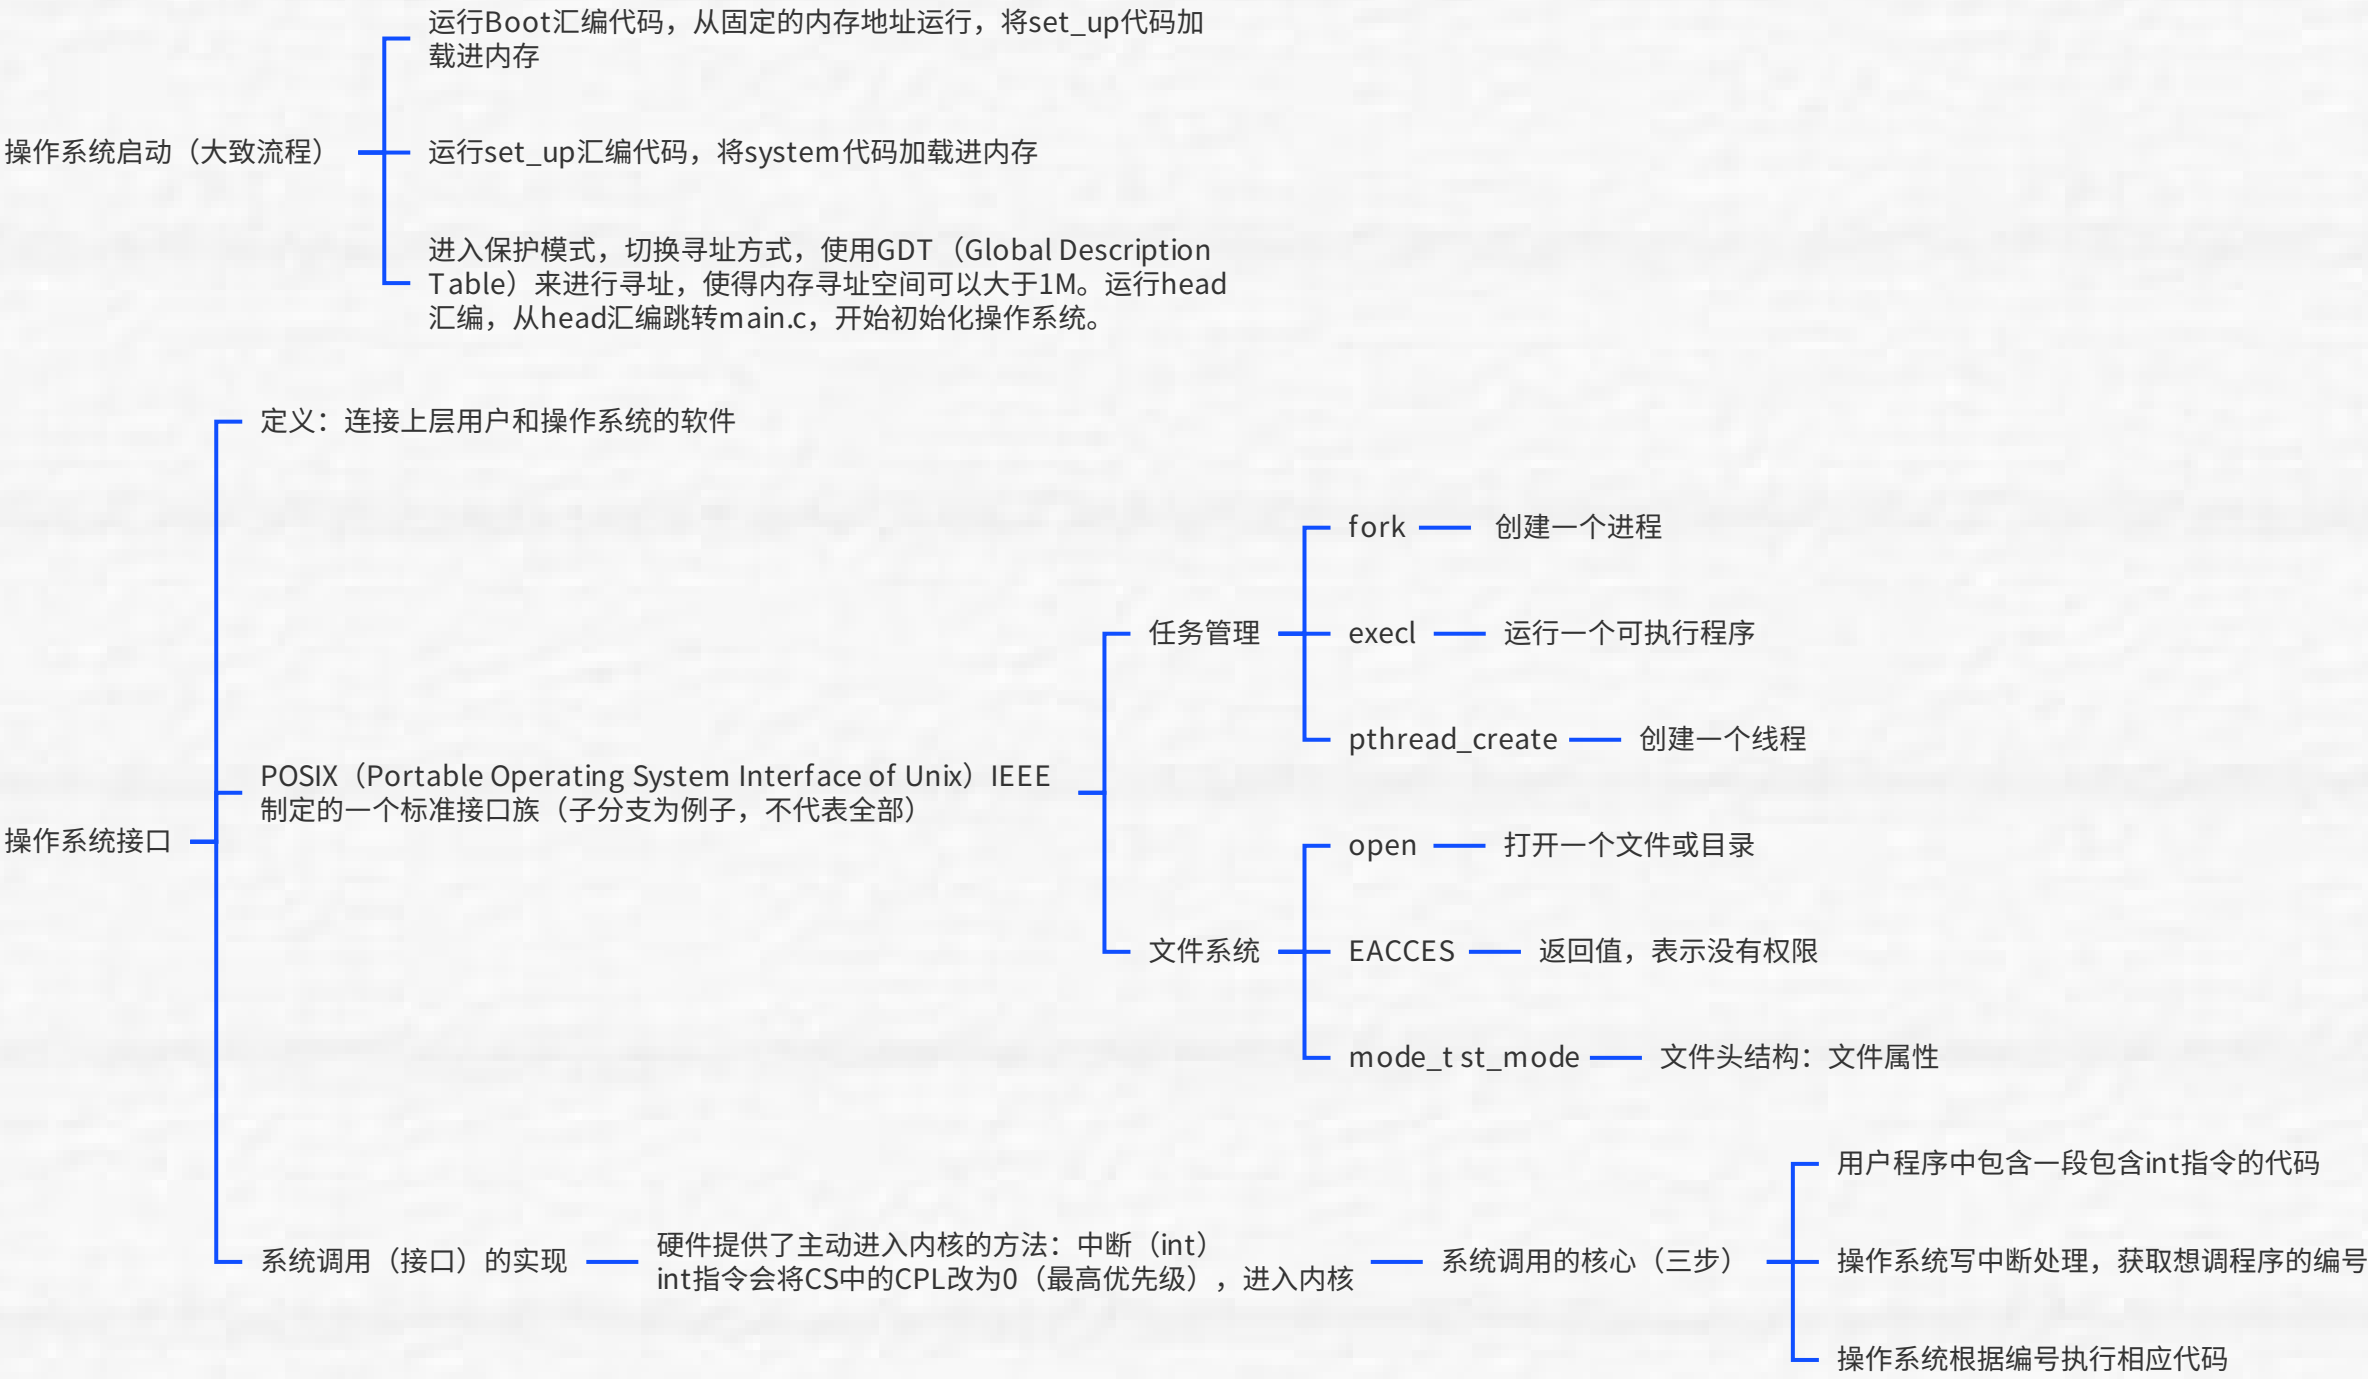 操作系统启动（大致流程）
运行Boot汇编代码，从固定的内存地址运行，将set_up代码加
载进内存
运行set_up汇编代码，将system代码加载进内存
进入保护模式，切换寻址方式，使用GDT（Global Description
Table）来进行寻址，使得内存寻址空间可以大于1M。运行head
汇编，从head汇编跳转main.c，开始初始化操作系统。
操作系统接口
定义：连接上层用户和操作系统的软件
POSIX（Portable Operating System Interface of Unix）IEEE
制定的一个标准接口族（子分支为例子，不代表全部）
任务管理
fork
创建一个进程
execl
运行一个可执行程序
pthread_create
创建一个线程
文件系统
open
打开一个文件或目录
EACCES
返回值，表示没有权限
mode_t st_mode
文件头结构：文件属性
系统调用（接口）的实现
硬件提供了主动进入内核的方法：中断（int）
int指令会将CS中的CPL改为0（最高优先级），进入内核
系统调用的核心（三步）
用户程序中包含一段包含int指令的代码
操作系统写中断处理，获取想调程序的编号
操作系统根据编号执行相应代码